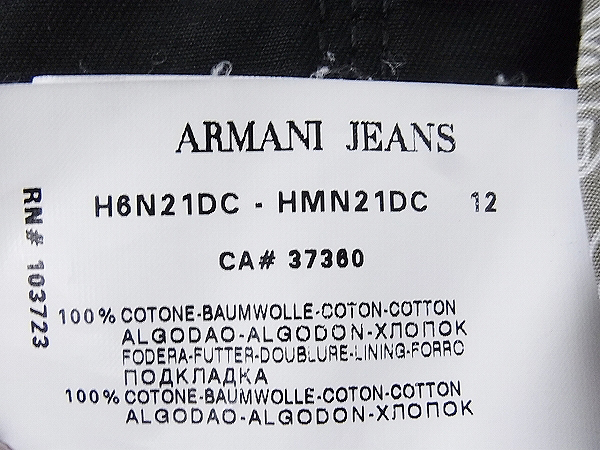 ARMANI JEANS
H6N21DC - HMN21DC 12
CA# 37360
RN# 103723
100% COTONE-BAUMWOLLE-COTON-COTTON
ALGODAO-ALGODON-ХЛОПОК
FODERA-FUTTER-DOUBLURE-LINING-FORRO
ПОДКЛАДКА
100% COTONE-BAUMWOLLE-COTON-COTTON
ALGODAO-ALGODON-ХЛОПОК